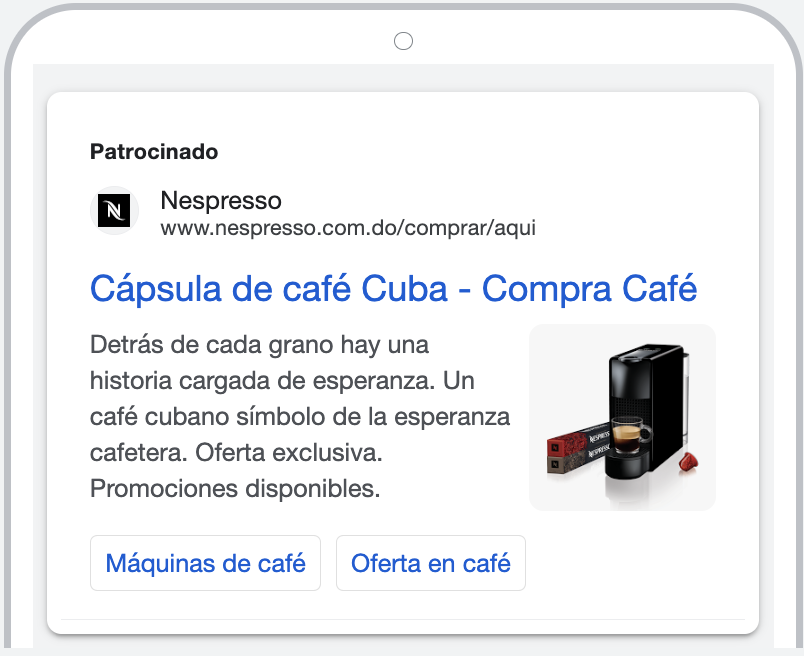 Patrocinado
Nespresso
www.nespresso.com.do/comprar/aqui
Cápsula de café Cuba - Compra Café
Detrás de cada grano hay una
historia cargada de esperanza. Un
café cubano símbolo de la esperanza
cafetera. Oferta exclusiva.
Promociones disponibles.
NESPRESSO
NESPRESSO
Máquinas de café
Oferta en café